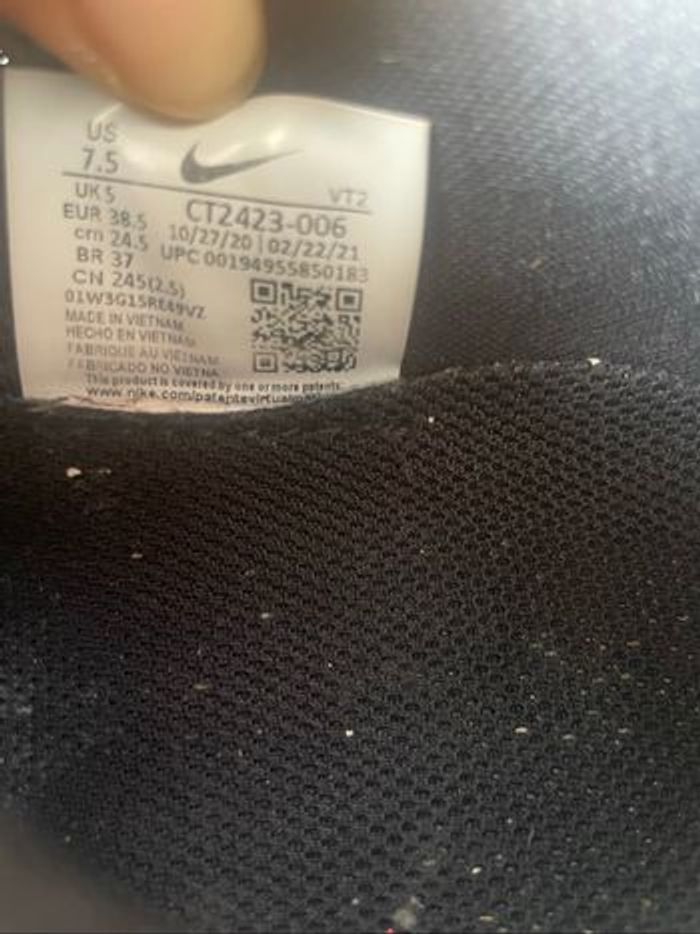 US
7.5
VT2
UK 5
EUR 38.5
cm 24.5
BR 37
CN 245(2.5)
CT2423-006
10/27/20 | 02/22/21
UPC 00194955850183
MADE IN VIETNAM
HECHO EN VIETNAM
FABRIQUE AU VIETNAM
FABRICADO NO VIETNA
This product is covered by one or more patents: